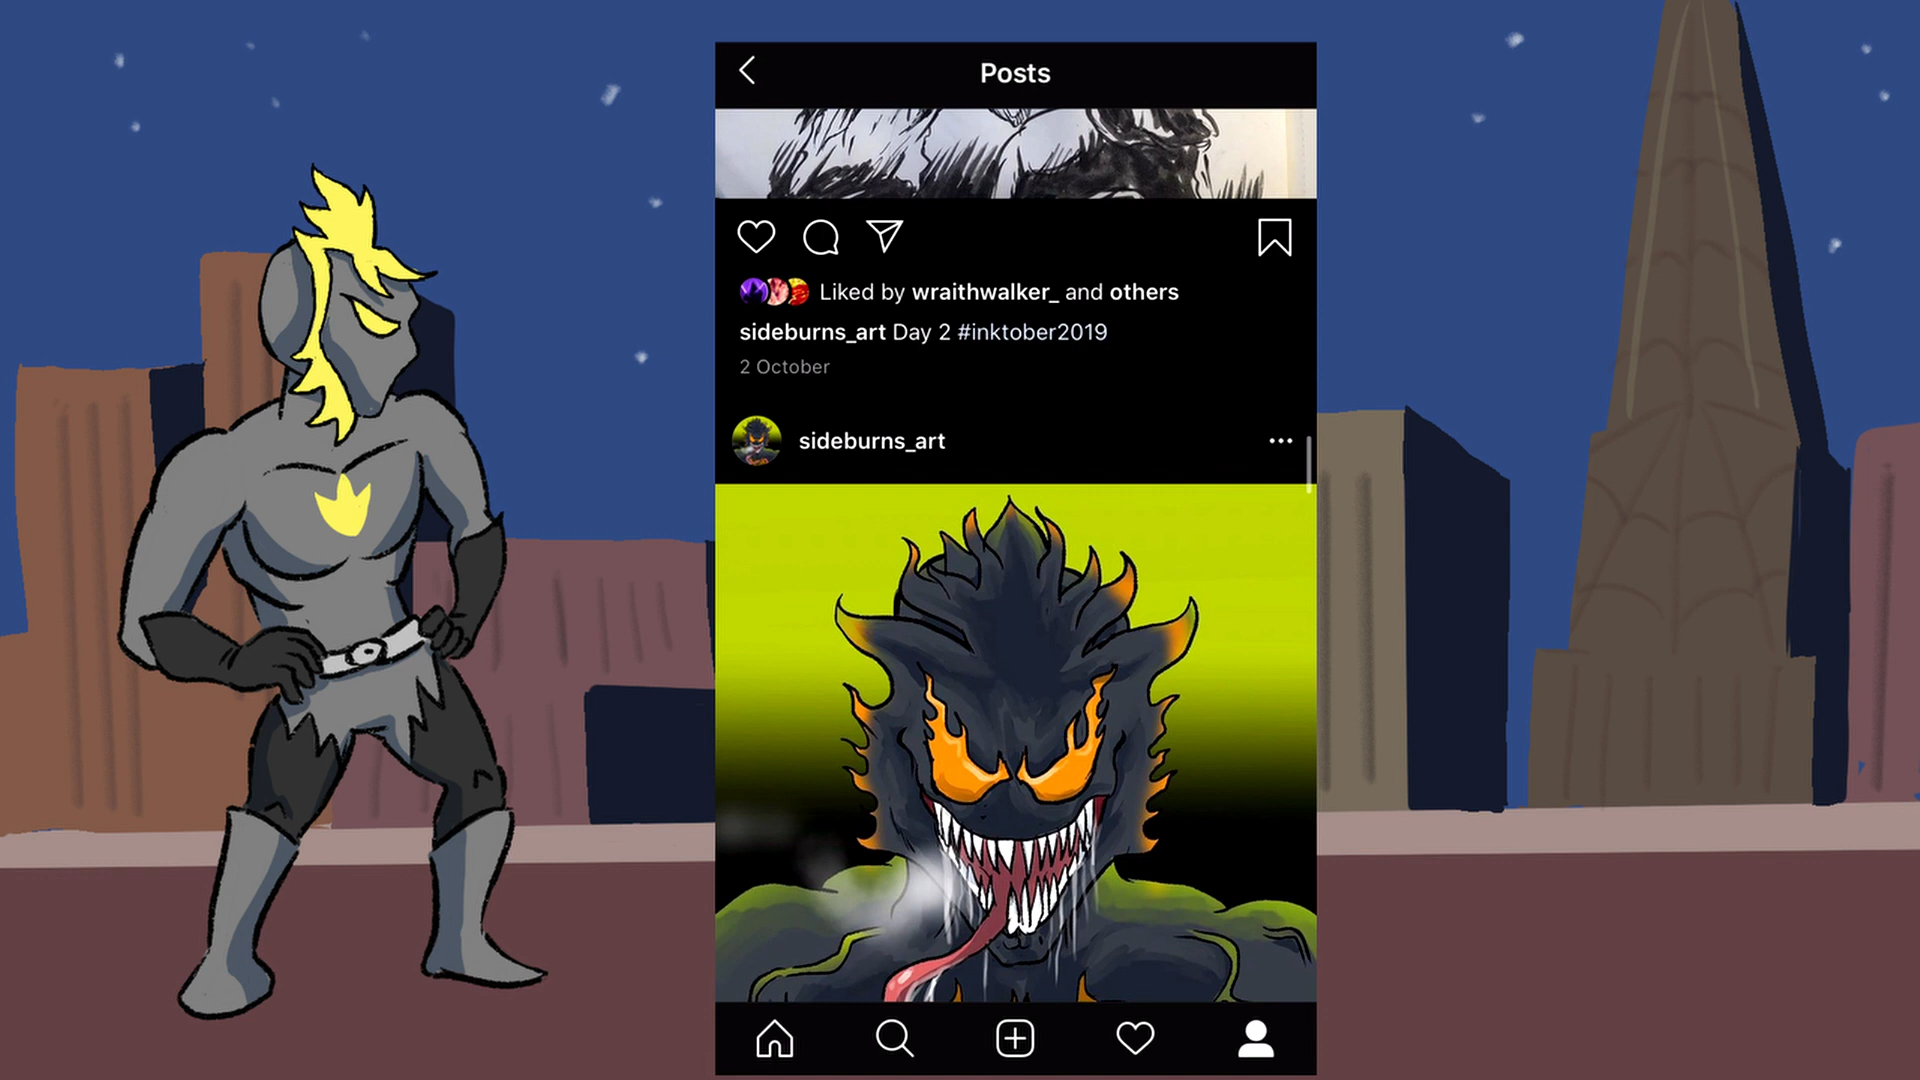 Posts
Liked by wraithwalker_ and others
sideburns_art Day 2 #inktober2019
2 October
sideburns_art